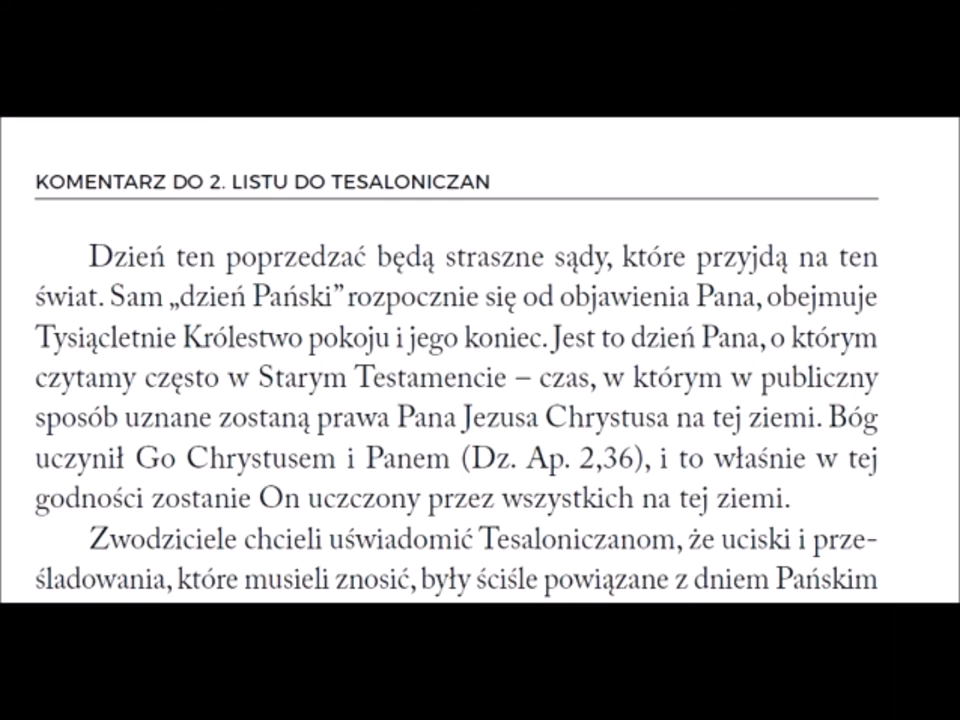 KOMENTARZ DO 2. LISTU DO TESALONICZAN
Dzień ten poprzedzać będą straszne sądy, które przyjdą na ten
świat. Sam „dzień Pański” rozpocznie się od objawienia Pana, obejmuje
Tysiącletnie Królestwo pokoju i jego koniec. Jest to dzień Pana, o którym
czytamy często w Starym Testamencie – czas, w którym w publiczny
sposób uznane zostaną prawa Pana Jezusa Chrystusa na tej ziemi. Bóg
uczynił Go Chrystusem i Panem (Dz. Ap. 2,36), i to właśnie w tej
godności zostanie On uczczony przez wszystkich na tej ziemi.
Zwodziciele chcieli uświadomić Tesaloniczanom, że uciski i prze-
śladowania, które musieli znosić, były ściśle powiązane z dniem Pańskim